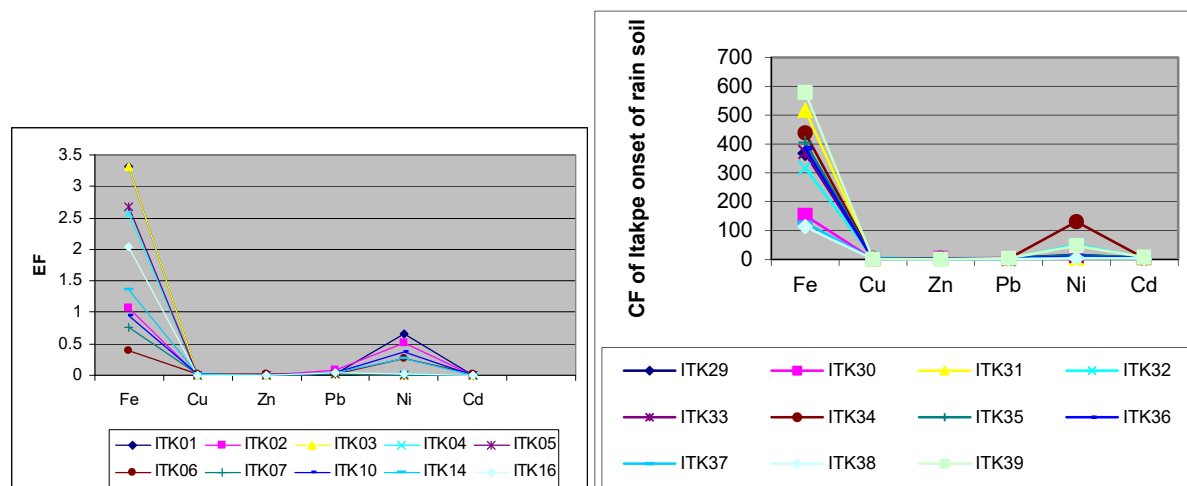 EF
3.5
3
2.5
2
1.5
1
0.5
0
Fe Cu Zn Pb Ni Cd
ITK01 ITK02 ITK03 ITK04 ITK05
ITK06 ITK07 ITK10 ITK14 ITK16
CF of Itakpe onset of rain soil
700
600
500
400
300
200
100
0
Fe Cu Zn Pb Ni Cd
ITK29 ITK30 ITK31 ITK32
ITK33 ITK34 ITK35 ITK36
ITK37 ITK38 ITK39